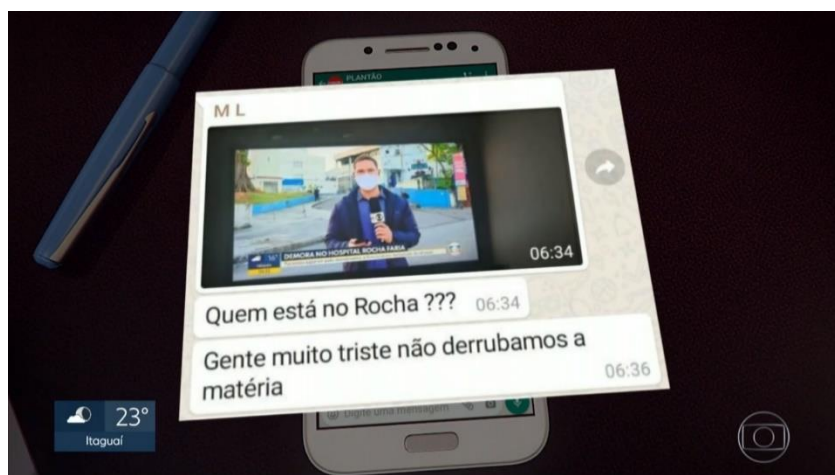 PLANTÃO
M L
16°
DEMORA NO HOSPITAL ROCHA FARIA
06:34
Quem está no Rocha ??? 06:34
Gente muito triste não derrubamos a
matéria 06:36
Digite uma mensagem
23°
Itaguaí